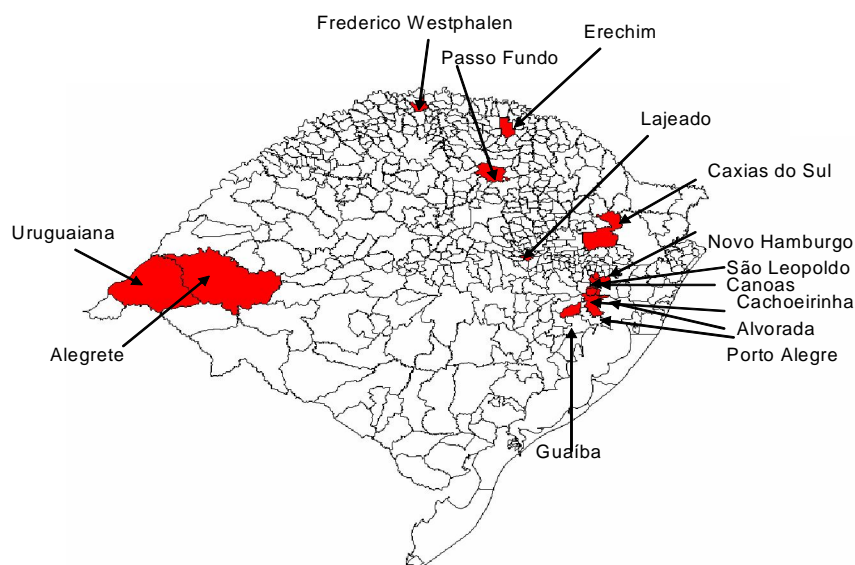 Frederico Westphalen
Erechim
Passo Fundo
Lajeado
Caxias do Sul
Uruguaiana
Novo Hamburgo
São Leopoldo
Canoas
Cachoeirinha
Alvorada
Alegrete
Porto Alegre
Guaíba